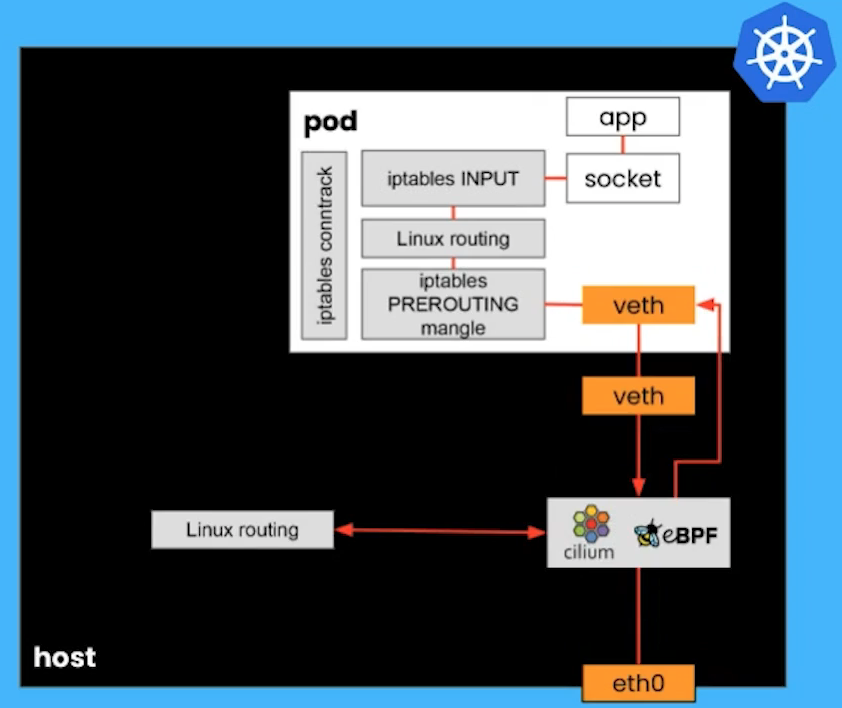 pod
app
socket
iptables conntrack
iptables INPUT
Linux routing
iptables
PREROUTING
mangle
veth
veth
Linux routing
cilium
eBPF
host
eth0